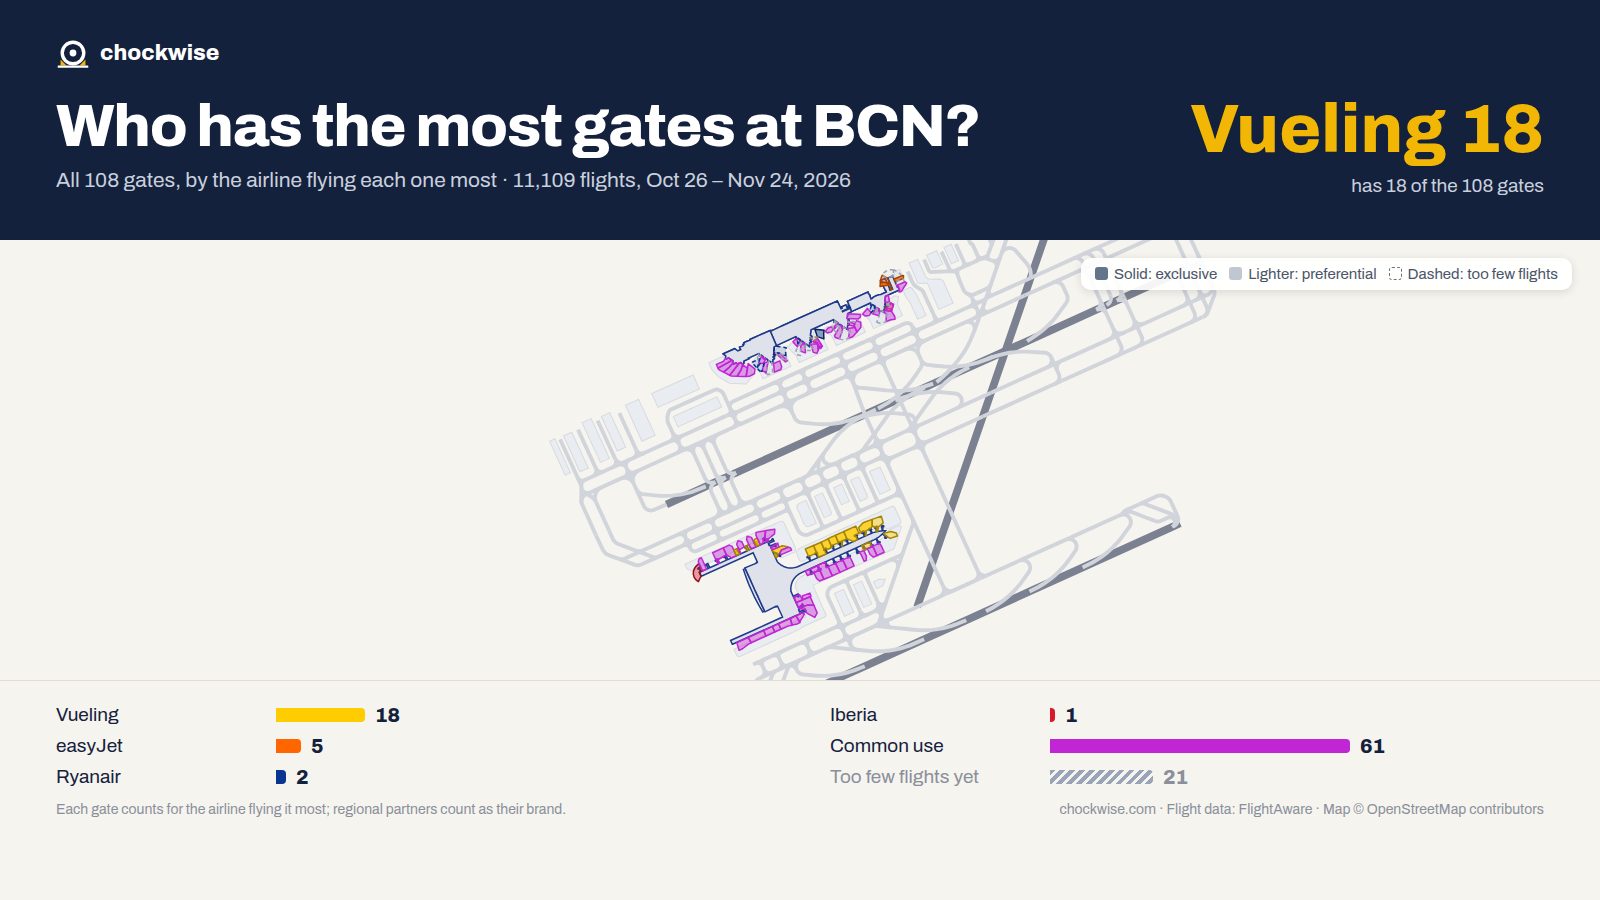 chockwise
Who has the most gates at BCN?
All 108 gates, by the airline flying each one most · 11,109 flights, Oct 26 – Nov 24, 2026
Vueling 18
has 18 of the 108 gates
Solid: exclusive Lighter: preferential Dashed: too few flights
Vueling 18
easyJet 5
Ryanair 2
Iberia 1
Common use 61
Too few flights yet 21
Each gate counts for the airline flying it most; regional partners count as their brand.
chockwise.com · Flight data: FlightAware · Map © OpenStreetMap contributors